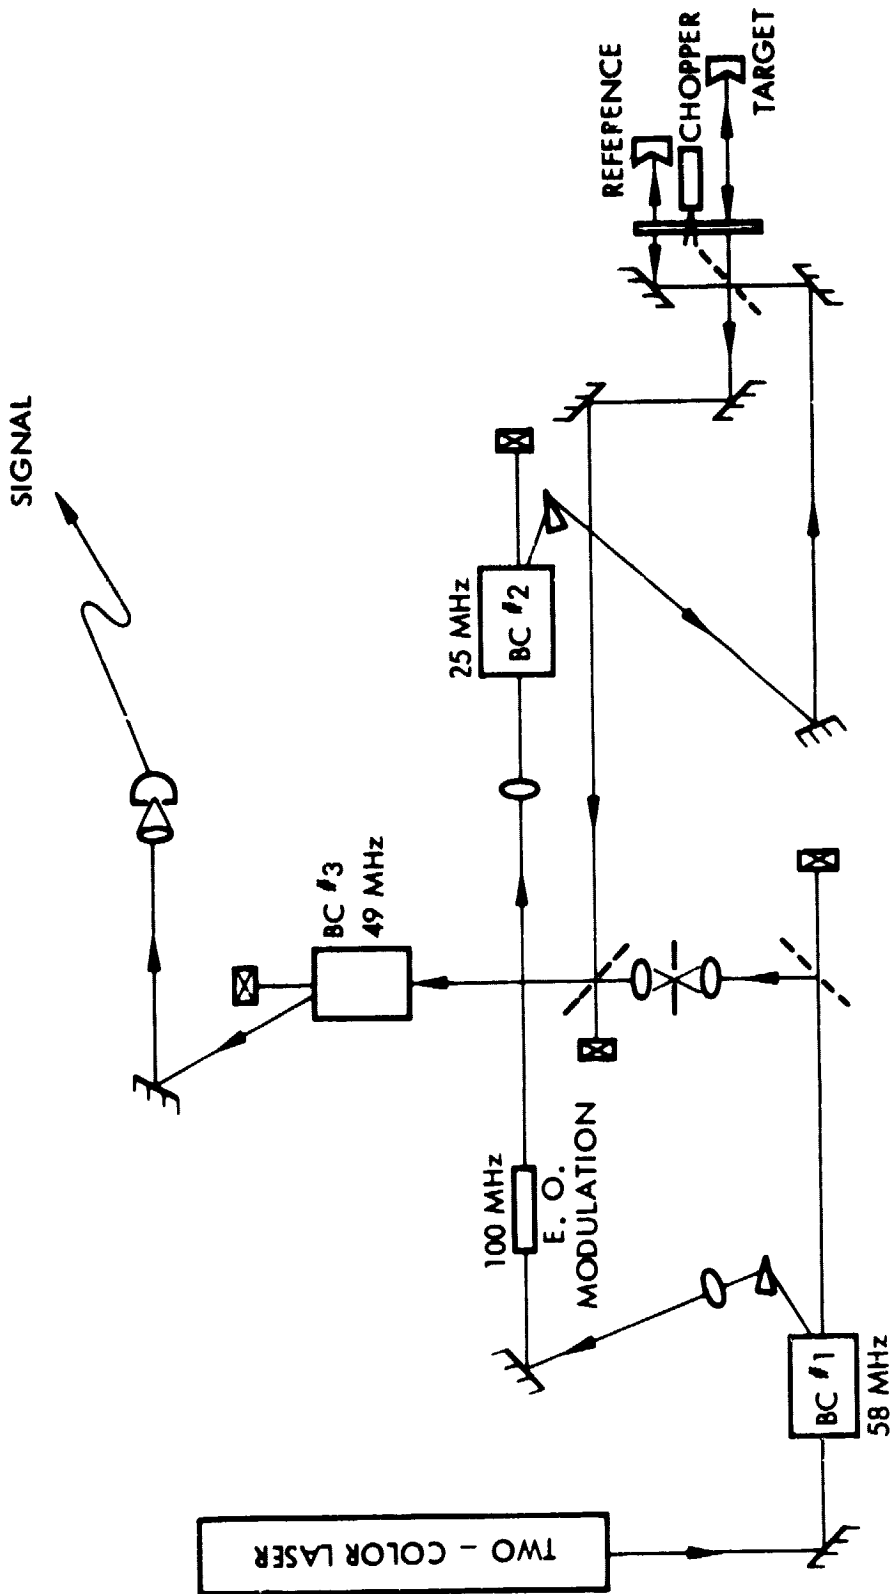 SIGNAL
REFEPENCE
CHOPPER
TARGET
25 MHz
BC #2
BC #3
49 MHz
100 MHz
E. O.
MODULATION
BC #1
58 MHz
TWO - COLOR LASER